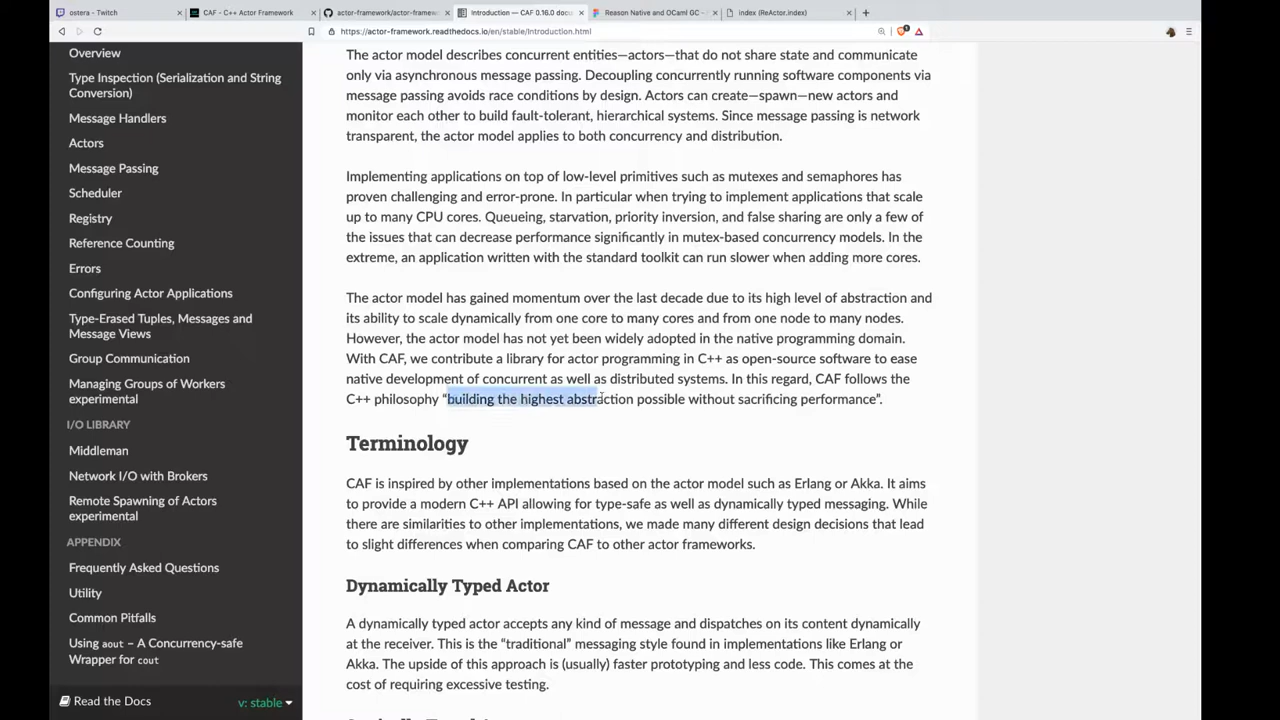 ostera - Twitch
CAF - C++ Actor Framework
actor-framework/actor-framew
Introduction — CAF 0.16.0 docu
Reason Native and OCaml GC -
index (ReActor.index)
https://actor-framework.readthedocs.io/en/stable/Introduction.html
Overview
Type Inspection (Serialization and String
Conversion)
Message Handlers
Actors
Message Passing
Scheduler
Registry
Reference Counting
Errors
Configuring Actor Applications
Type-Erased Tuples, Messages and
Message Views
Group Communication
Managing Groups of Workers
experimental
I/O LIBRARY
Middleman
Network I/O with Brokers
Remote Spawning of Actors
experimental
APPENDIX
Frequently Asked Questions
Utility
Common Pitfalls
Using aout – A Concurrency-safe
Wrapper for cout
Read the Docs
v: stable
The actor model describes concurrent entities—actors—that do not share state and communicate
only via asynchronous message passing. Decoupling concurrently running software components via
message passing avoids race conditions by design. Actors can create—spawn—new actors and
monitor each other to build fault-tolerant, hierarchical systems. Since message passing is network
transparent, the actor model applies to both concurrency and distribution.
Implementing applications on top of low-level primitives such as mutexes and semaphores has
proven challenging and error-prone. In particular when trying to implement applications that scale
up to many CPU cores. Queueing, starvation, priority inversion, and false sharing are only a few of
the issues that can decrease performance significantly in mutex-based concurrency models. In the
extreme, an application written with the standard toolkit can run slower when adding more cores.
The actor model has gained momentum over the last decade due to its high level of abstraction and
its ability to scale dynamically from one core to many cores and from one node to many nodes.
However, the actor model has not yet been widely adopted in the native programming domain.
With CAF, we contribute a library for actor programming in C++ as open-source software to ease
native development of concurrent as well as distributed systems. In this regard, CAF follows the
C++ philosophy “building the highest abstraction possible without sacrificing performance”.
Terminology
CAF is inspired by other implementations based on the actor model such as Erlang or Akka. It aims
to provide a modern C++ API allowing for type-safe as well as dynamically typed messaging. While
there are similarities to other implementations, we made many different design decisions that lead
to slight differences when comparing CAF to other actor frameworks.
Dynamically Typed Actor
A dynamically typed actor accepts any kind of message and dispatches on its content dynamically
at the receiver. This is the “traditional” messaging style found in implementations like Erlang or
Akka. The upside of this approach is (usually) faster prototyping and less code. This comes at the
cost of requiring excessive testing.